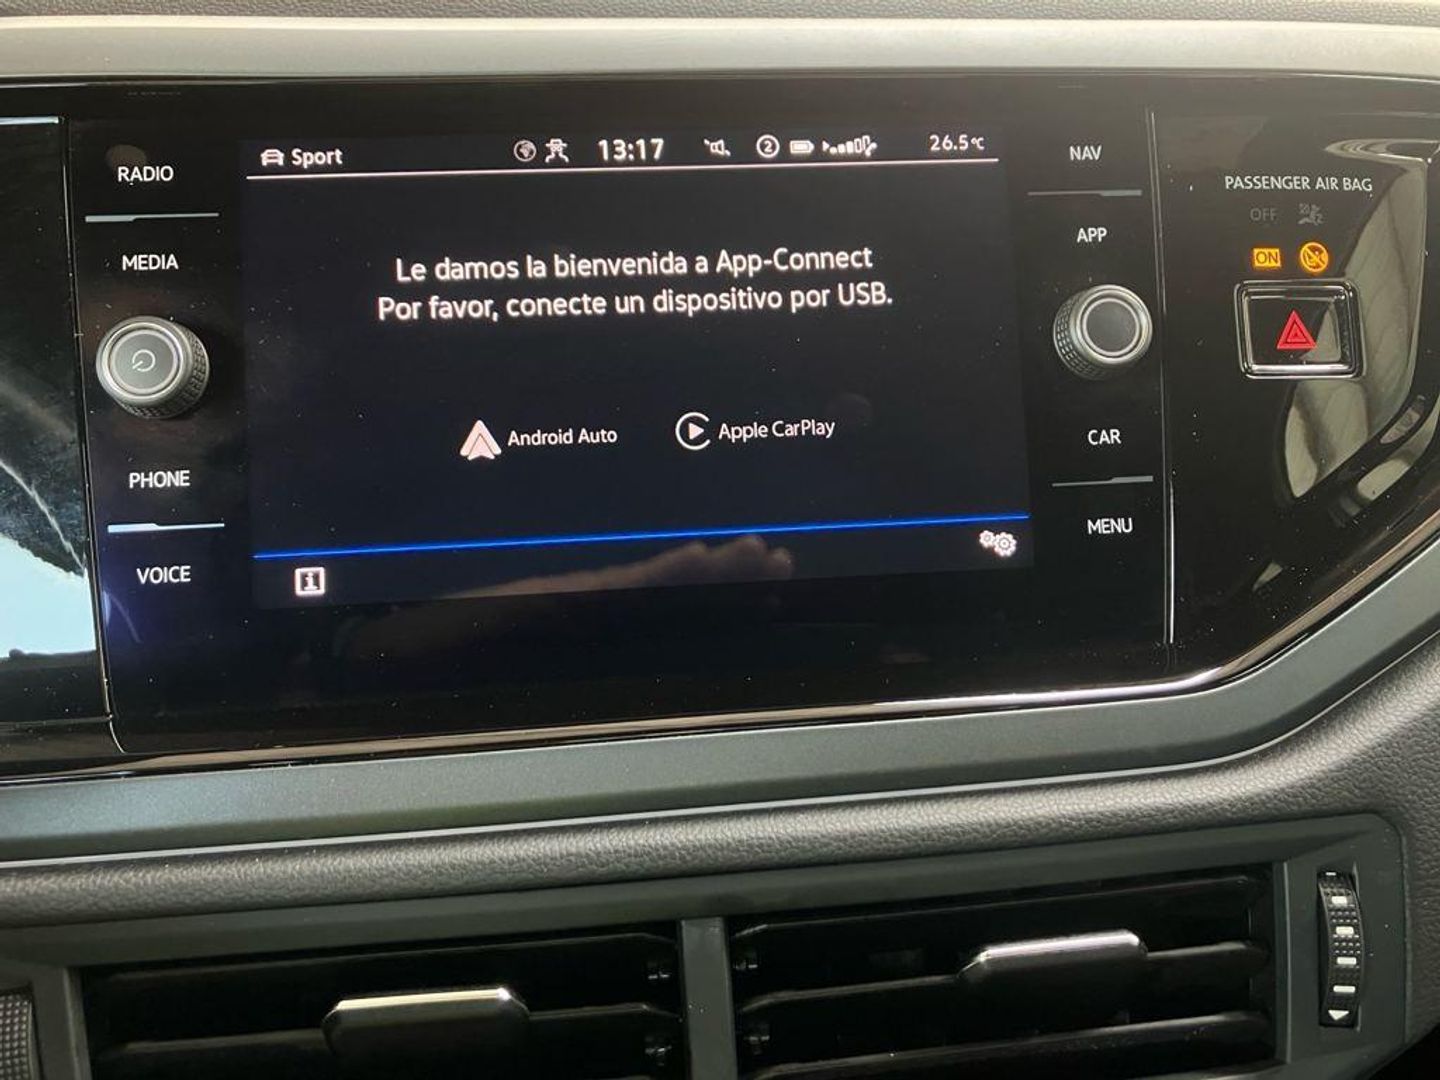 RADIO
MEDIA
PHONE
VOICE
Sport
13:17
2
26.5°C
Le damos la bienvenida a App-Connect
Por favor, conecte un dispositivo por USB.
Android Auto
Apple CarPlay
i
NAV
APP
CAR
MENU
PASSENGER AIR BAG
OFF
ON